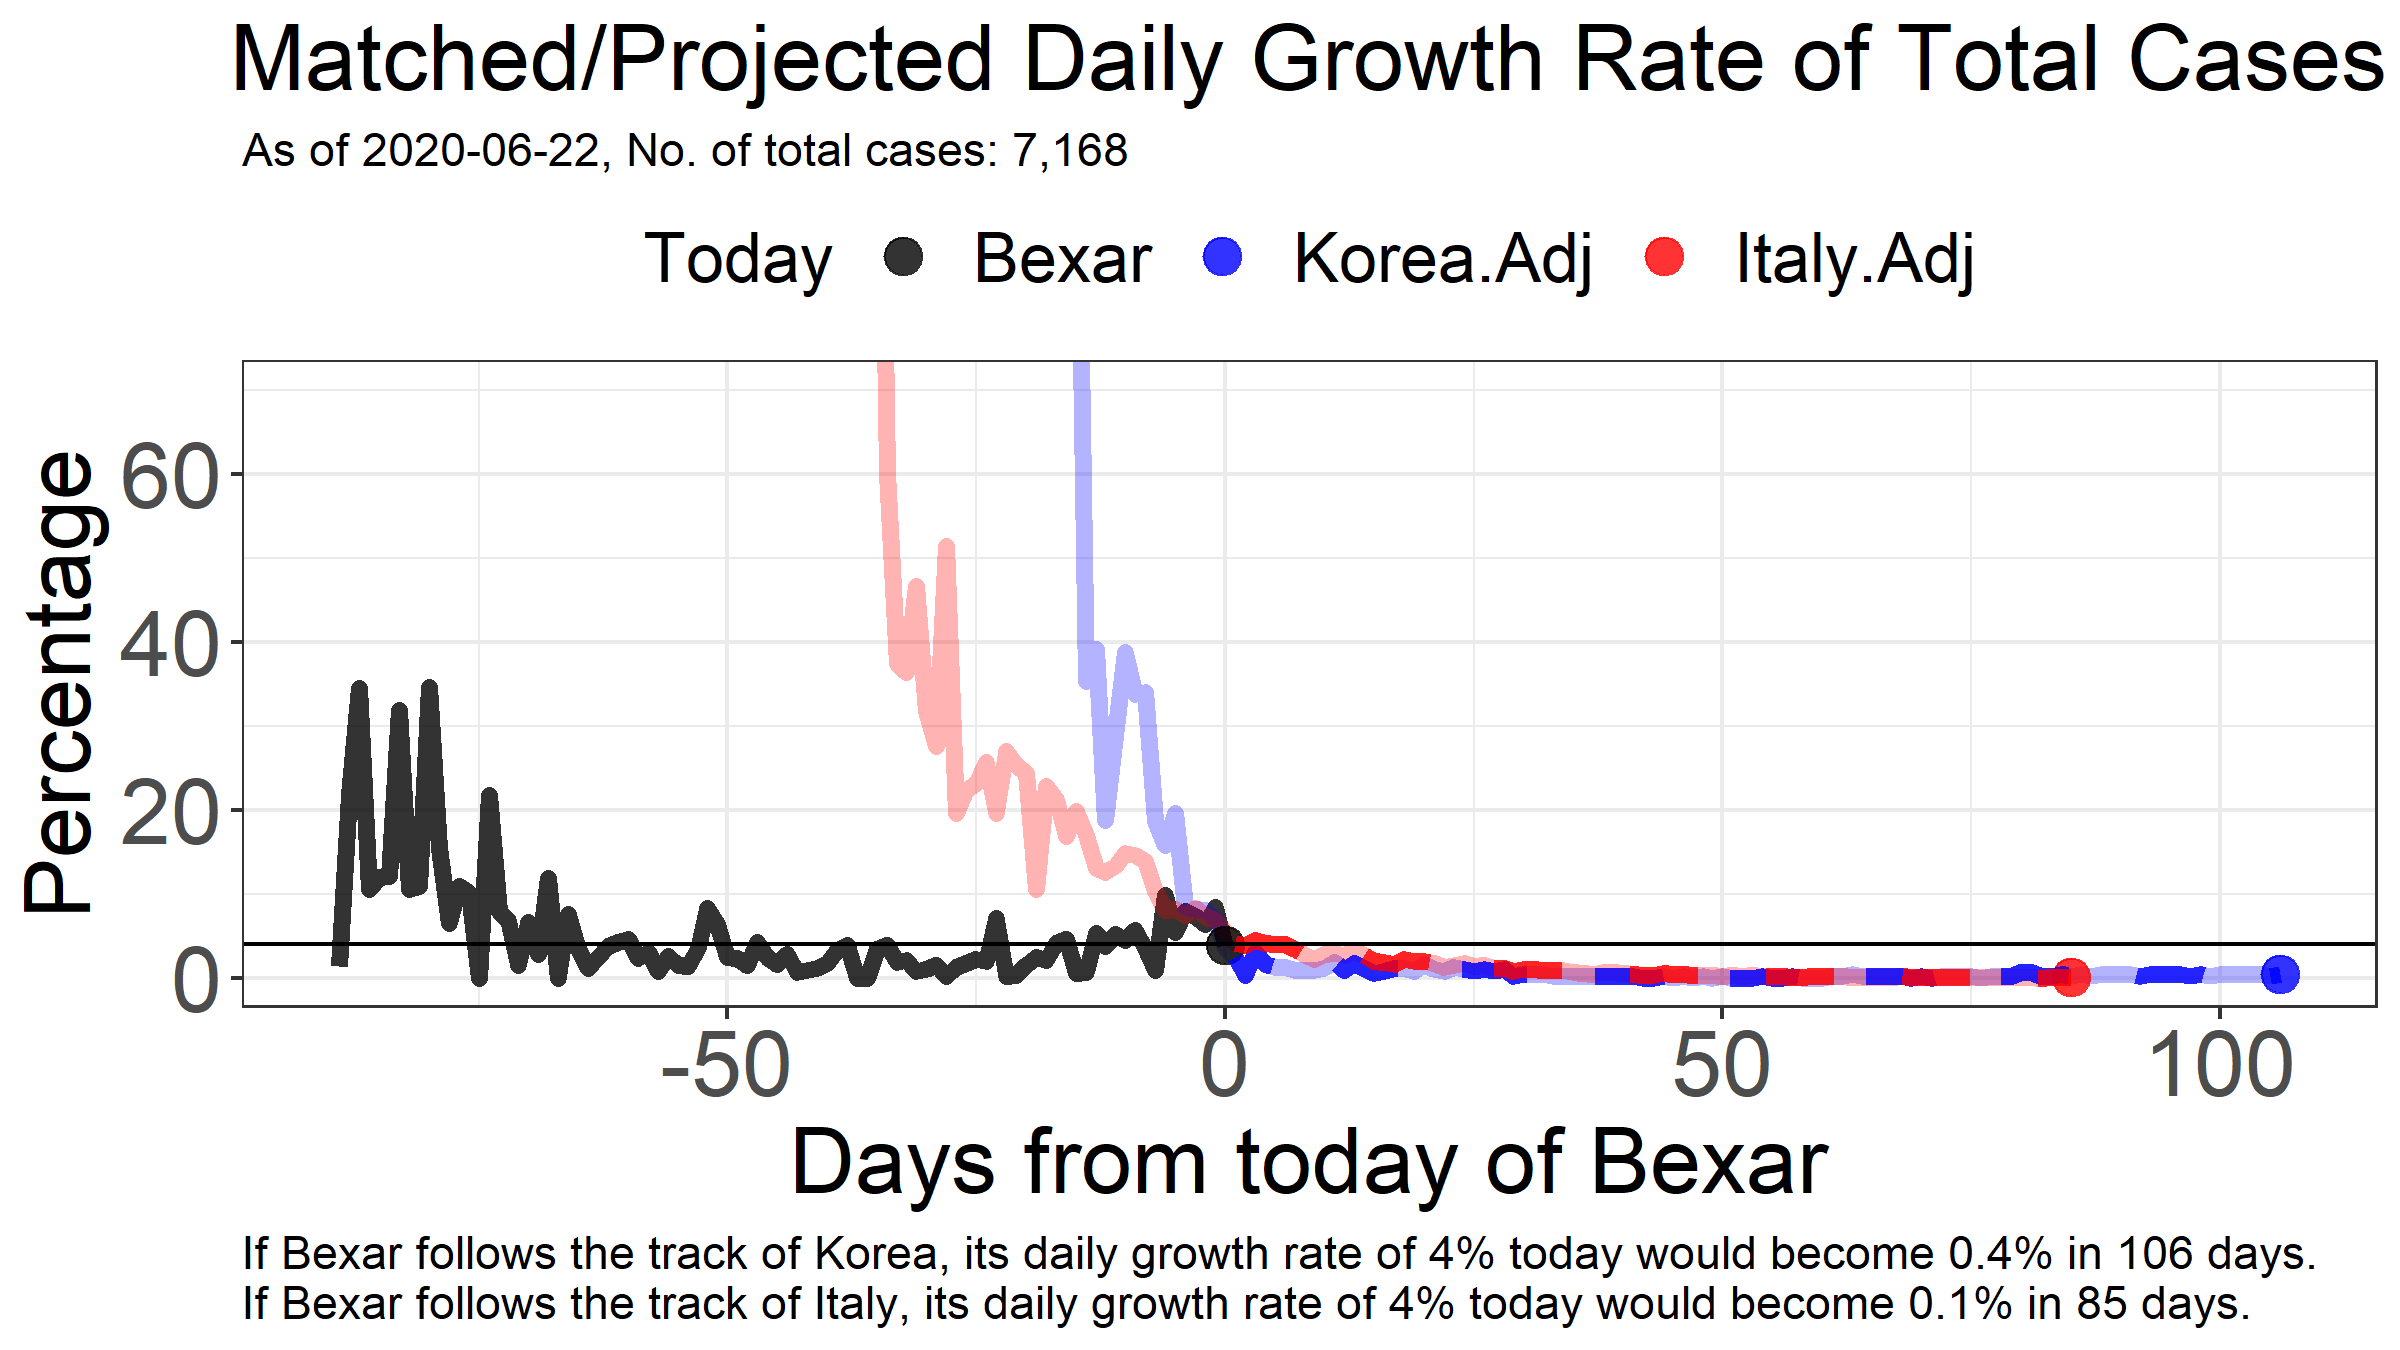 Matched/Projected Daily Growth Rate of Total Cases
As of 2020-06-22, No. of total cases: 7,168
Today Bexar Korea.Adj Italy.Adj
Percentage
60
40
20
0
-50 0 50 100
Days from today of Bexar
If Bexar follows the track of Korea, its daily growth rate of 4% today would become 0.4% in 106 days.
If Bexar follows the track of Italy, its daily growth rate of 4% today would become 0.1% in 85 days.